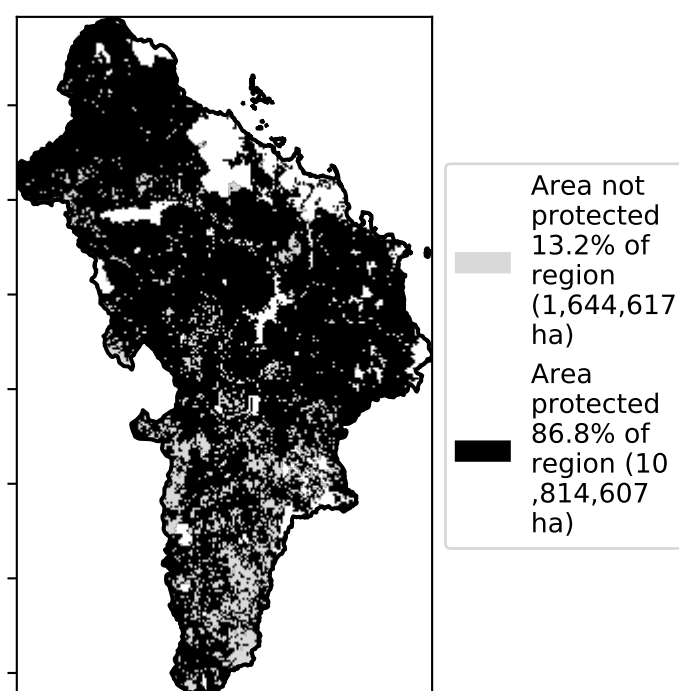 Area not
protected
13.2% of
region
(1,644,617
ha)
Area
protected
86.8% of
region (10
,814,607
ha)